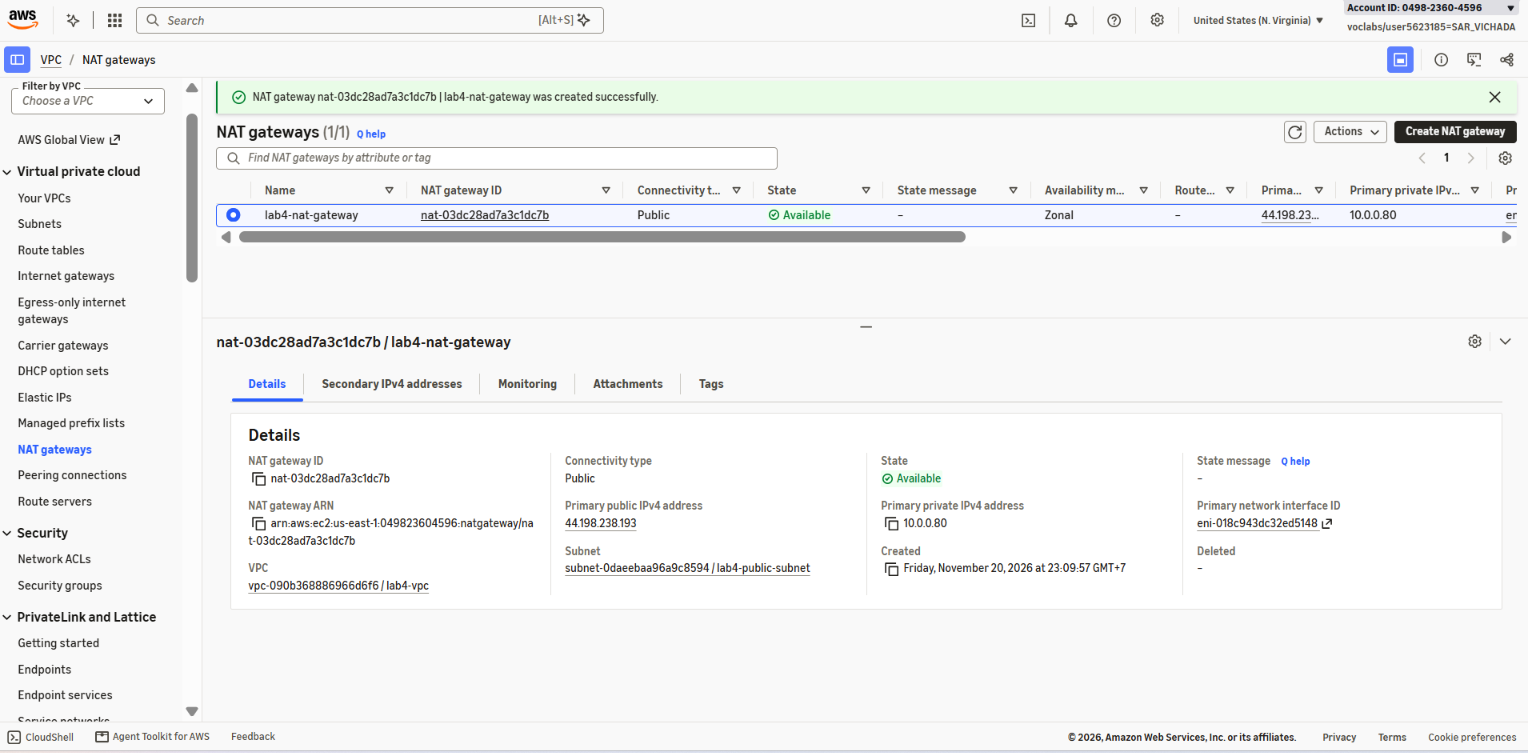 aws
Search
[Alt+S]
United States (N. Virginia)
Account ID: 0498-2360-4596
voclabs/user5623185=SAR_VICHADA
VPC / NAT gateways
Filter by VPC
Choose a VPC
AWS Global View
Virtual private cloud
Your VPCs
Subnets
Route tables
Internet gateways
Egress-only internet
gateways
Carrier gateways
DHCP option sets
Elastic IPs
Managed prefix lists
NAT gateways
Peering connections
Route servers
Security
Network ACLs
Security groups
PrivateLink and Lattice
Getting started
Endpoints
Endpoint services
Service networks
NAT gateway nat-03dc28ad7a3c1dc7b | lab4-nat-gateway was created successfully.
NAT gateways (1/1) Q help
Actions
Create NAT gateway
Find NAT gateways by attribute or tag
1
Name NAT gateway ID Connectivity t... State State message Availability m... Route... Prima... Primary private IPv... Pr
lab4-nat-gateway nat-03dc28ad7a3c1dc7b Public Available – Zonal – 44.198.23... 10.0.0.80 er
nat-03dc28ad7a3c1dc7b / lab4-nat-gateway
Details Secondary IPv4 addresses Monitoring Attachments Tags
Details
NAT gateway ID
nat-03dc28ad7a3c1dc7b
NAT gateway ARN
arn:aws:ec2:us-east-1:049823604596:natgateway/na
t-03dc28ad7a3c1dc7b
VPC
vpc-090b368886966d6f6 / lab4-vpc
Connectivity type
Public
Primary public IPv4 address
44.198.238.193
Subnet
subnet-0daeebaa96a9c8594 / lab4-public-subnet
State
Available
Primary private IPv4 address
10.0.0.80
Created
Friday, November 20, 2026 at 23:09:57 GMT+7
State message Q help
–
Primary network interface ID
eni-018c943dc32ed5148
Deleted
–
CloudShell
Agent Toolkit for AWS
Feedback
© 2026, Amazon Web Services, Inc. or its affiliates.
Privacy
Terms
Cookie preferences